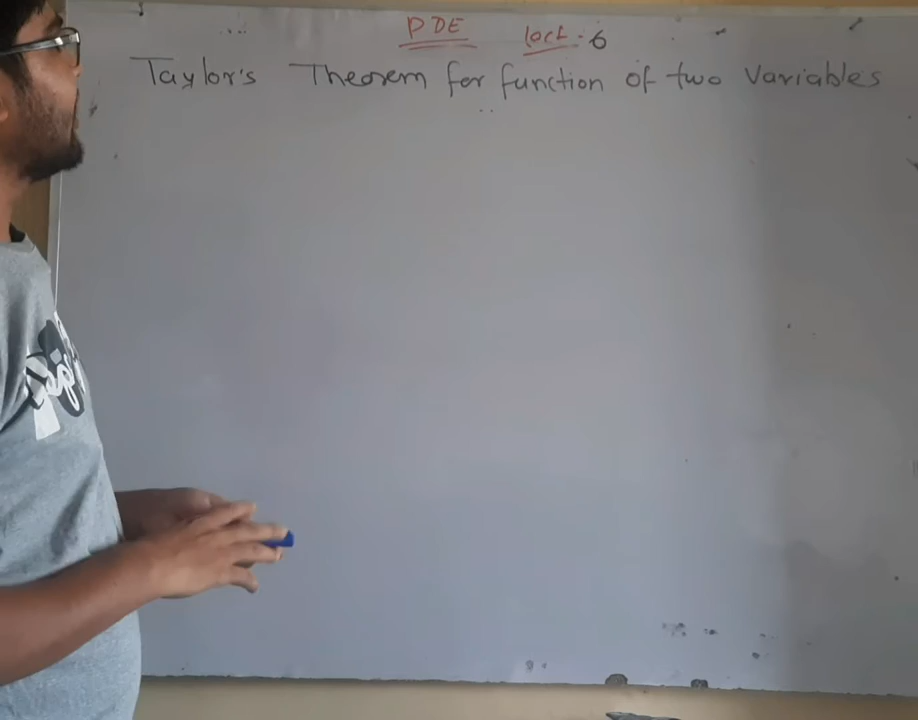 PDE Lect-6
Taylor's Theorem for function of two Variables